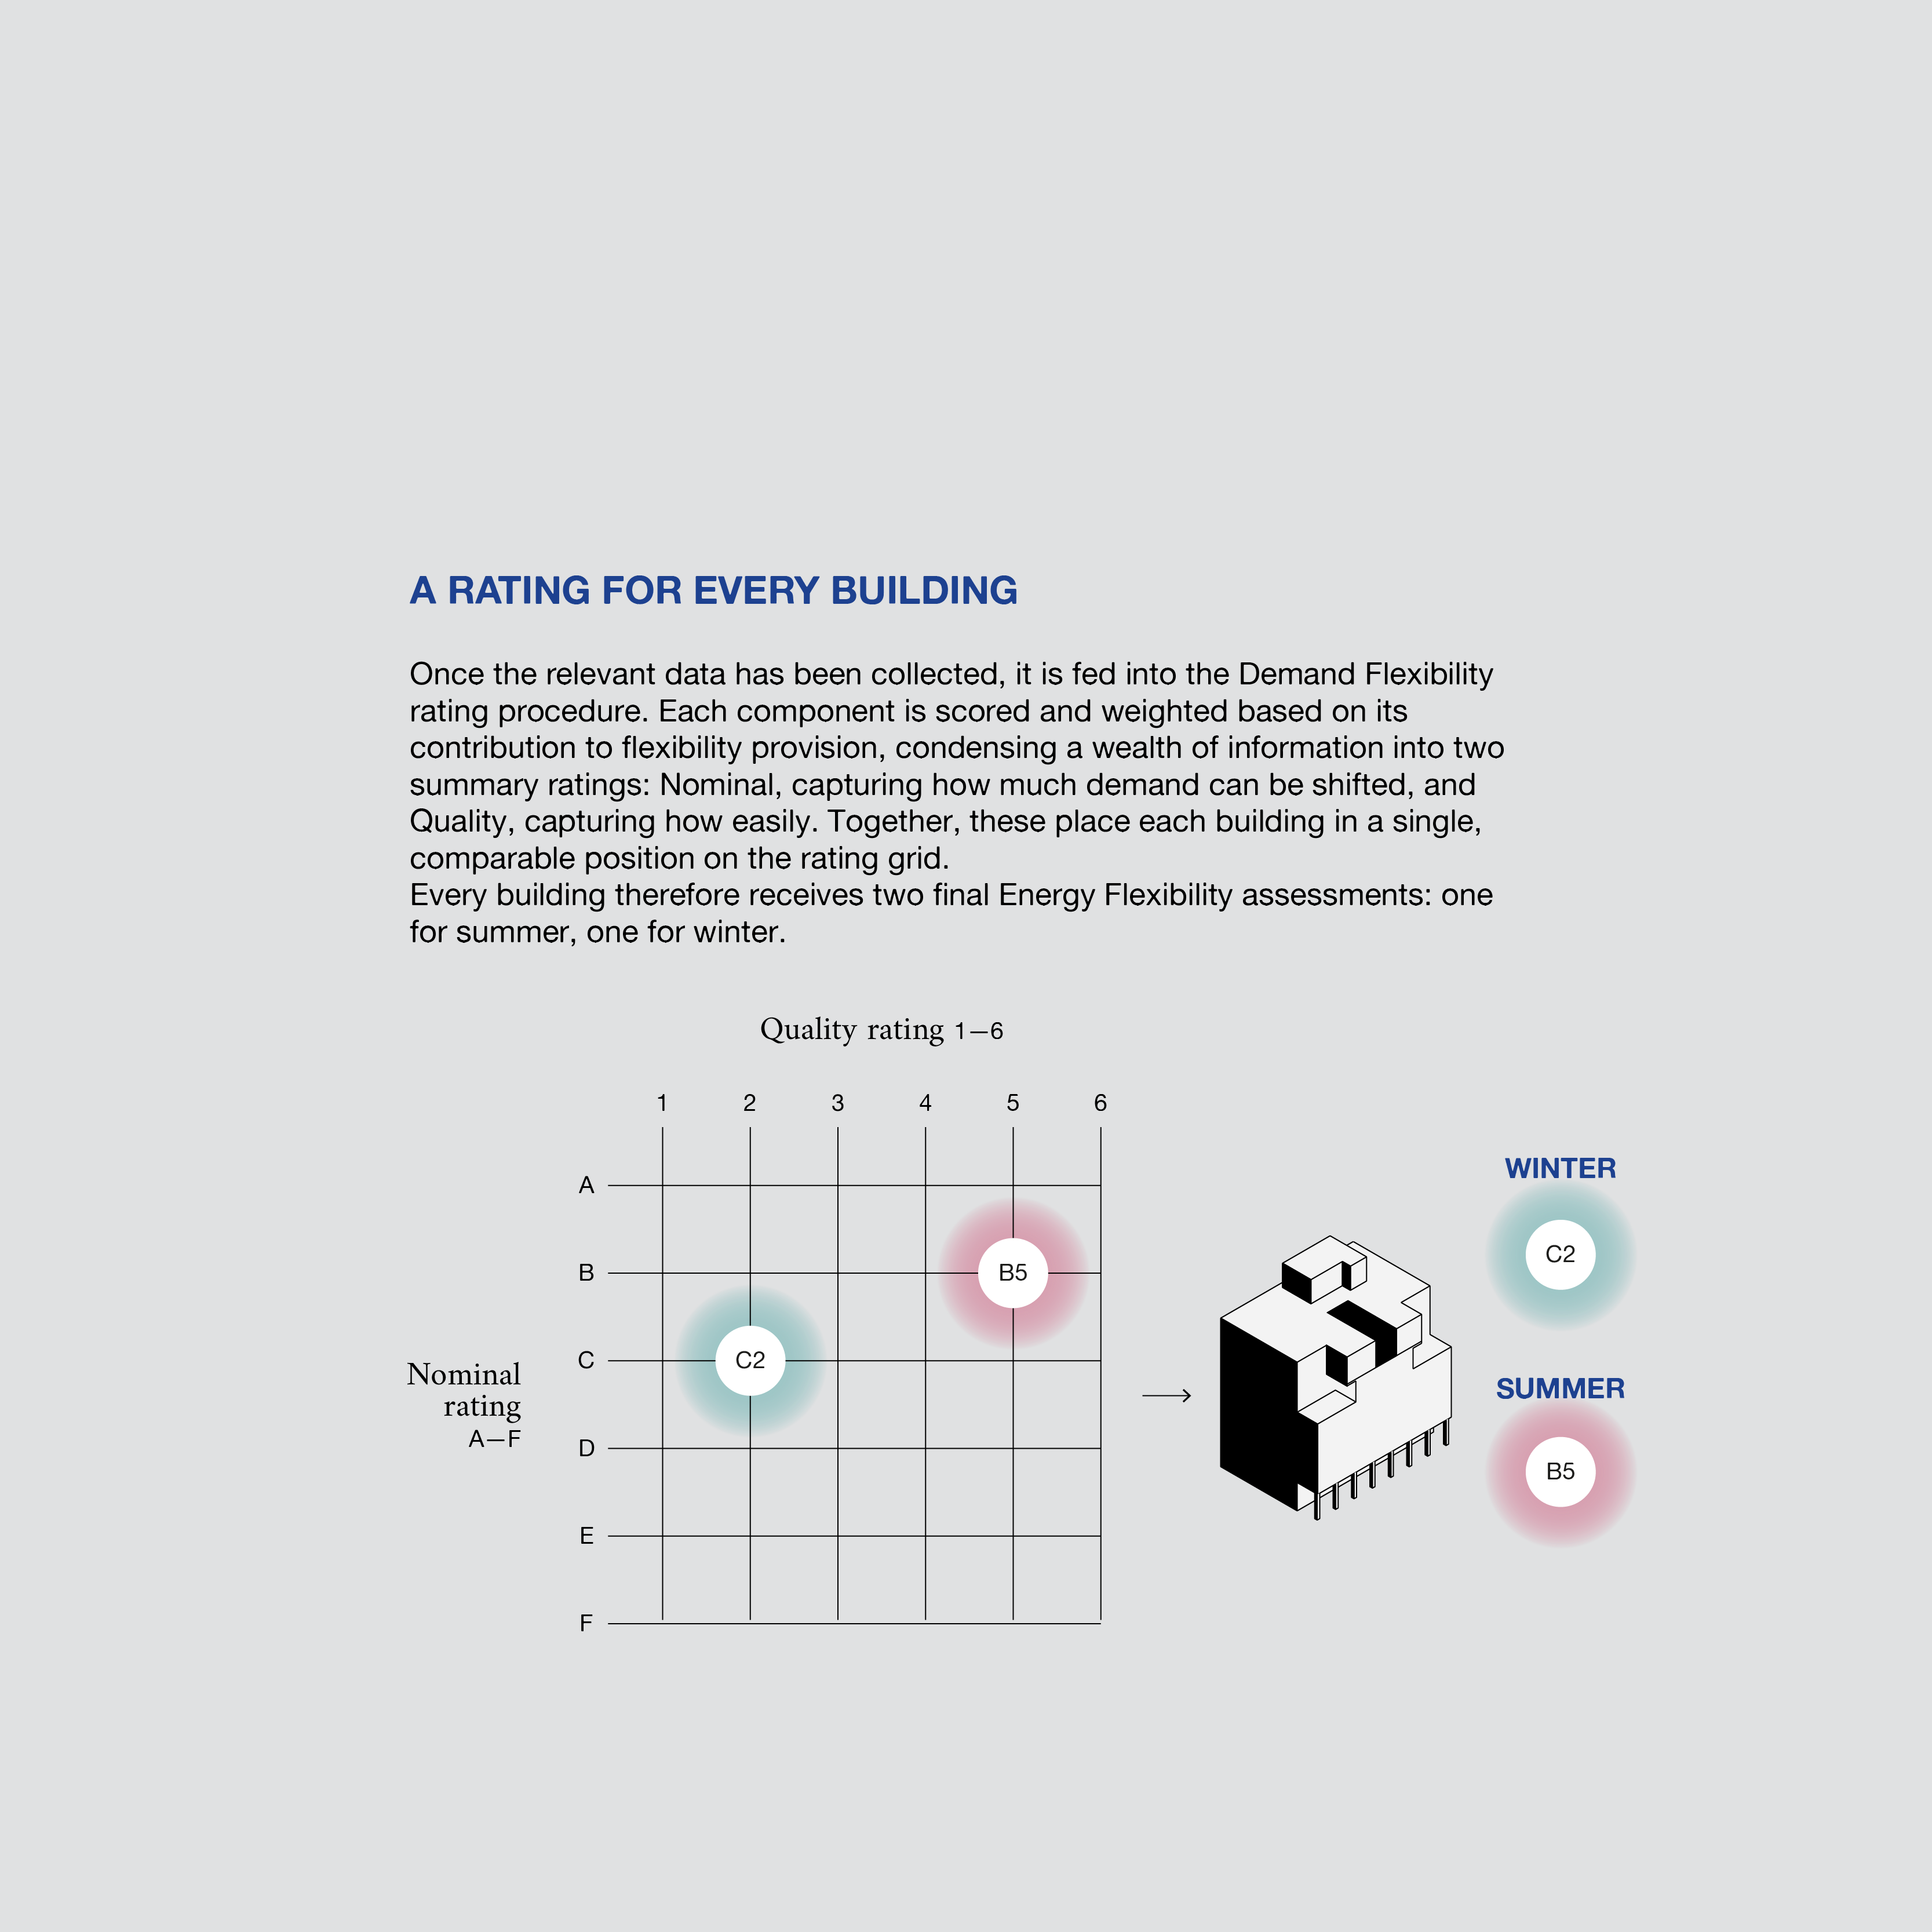 A RATING FOR EVERY BUILDING
Once the relevant data has been collected, it is fed into the Demand Flexibility
rating procedure. Each component is scored and weighted based on its
contribution to flexibility provision, condensing a wealth of information into two
summary ratings: Nominal, capturing how much demand can be shifted, and
Quality, capturing how easily. Together, these place each building in a single,
comparable position on the rating grid.
Every building therefore receives two final Energy Flexibility assessments: one
for summer, one for winter.
Quality rating 1—6
1 2 3 4 5 6
A
B
C
D
E
F
Nominal
rating
A—F
B5
C2
WINTER
C2
SUMMER
B5